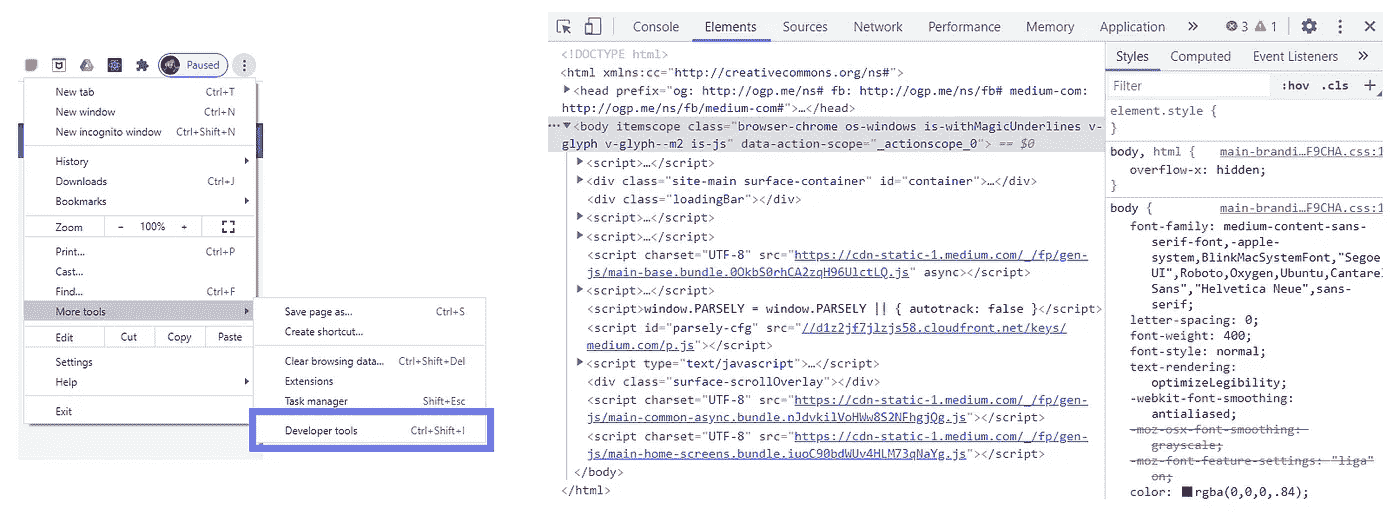 Paused
New tab Ctrl+T
New window Ctrl+N
New incognito window Ctrl+Shift+N
History
Downloads Ctrl+J
Bookmarks
Zoom - 100% +
Print... Ctrl+P
Cast...
Find... Ctrl+F
More tools
Edit Cut Copy Paste
Settings
Help
Exit
Save page as... Ctrl+S
Create shortcut...
Clear browsing data... Ctrl+Shift+Del
Extensions
Task manager Shift+Esc
Developer tools Ctrl+Shift+I
Console Elements Sources Network Performance Memory Application » 3 1
<!DOCTYPE html>
<html xmlns:cc="http://creativecommons.org/ns#">
<head prefix="og: http://ogp.me/ns# fb: http://ogp.me/ns/fb# medium-com:
http://ogp.me/ns/fb/medium-com#">…</head>
<body itemscope class="browser-chrome os-windows is-withMagicUnderlines v-
glyph v-glyph--m2 is-js" data-action-scope="_actionscope_0"> == $0
<script>…</script>
<div class="site-main surface-container" id="container">…</div>
<div class="loadingBar"></div>
<script>…</script>
<script>…</script>
<script charset="UTF-8" src="https://cdn-static-1.medium.com/_/fp/gen-
js/main-base.bundle.0OkbS0rhCA2zqH96UlctLQ.js" async></script>
<script>…</script>
<script>window.PARSELY = window.PARSELY || { autotrack: false }</script>
<script id="parsely-cfg" src="//d1z2jf7jlzjs58.cloudfront.net/keys/
medium.com/p.js"></script>
<script type="text/javascript">…</script>
<div class="surface-scrollOverlay"></div>
<script charset="UTF-8" src="https://cdn-static-1.medium.com/_/fp/gen-
js/main-common-async.bundle.nJdvkilVoHWw8S2NFhgjQg.js"></script>
<script charset="UTF-8" src="https://cdn-static-1.medium.com/_/fp/gen-
js/main-home-screens.bundle.iuoC90bdWUv4HLM73qNaYg.js"></script>
</body>
</html>
Styles Computed Event Listeners »
Filter :hov .cls +
element.style {
}
body, html { main-brandi…F9CHA.css:1
overflow-x: hidden;
}
body { main-brandi…F9CHA.css:1
font-family: medium-content-sans-
serif-font,-apple-
system,BlinkMacSystemFont,"Segoe
UI",Roboto,Oxygen,Ubuntu,Cantarel
Sans","Helvetica Neue",sans-
serif;
letter-spacing: 0;
font-weight: 400;
font-style: normal;
text-rendering:
optimizeLegibility;
-webkit-font-smoothing:
antialiased;
-moz-osx-font-smoothing:
grayscale;
-moz-font-feature-settings: "liga"
on;
color: rgba(0,0,0,.84);